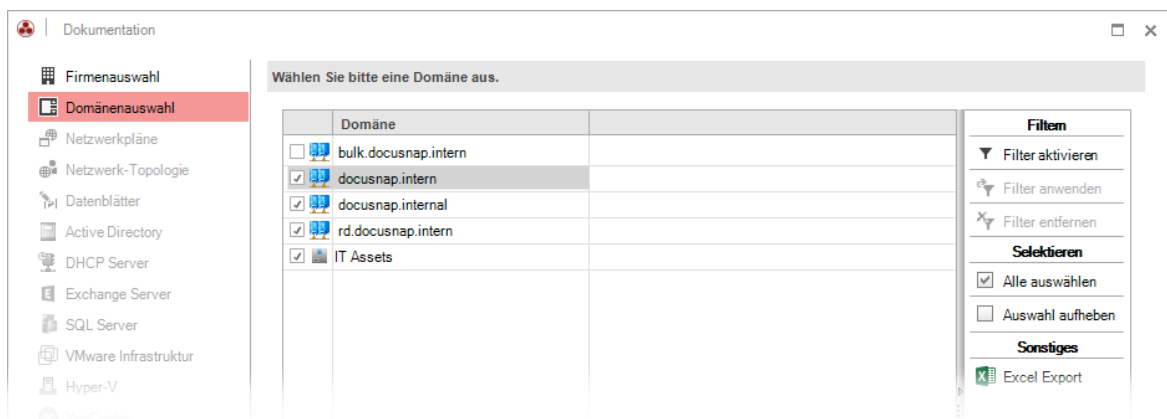 Dokumentation
Firmenauswahl
Domänenauswahl
Netzwerkpläne
Netzwerk-Topologie
Datenblätter
Active Directory
DHCP Server
Exchange Server
SQL Server
VMware Infrastruktur
Hyper-V
XenCenter
Wählen Sie bitte eine Domäne aus.
Domäne
bulk.docusnap.intern
docusnap.intern
docusnap.internal
rd.docusnap.intern
IT Assets
Filtern
Filter aktivieren
Filter anwenden
Filter entfernen
Selektieren
Alle auswählen
Auswahl aufheben
Sonstiges
Excel Export